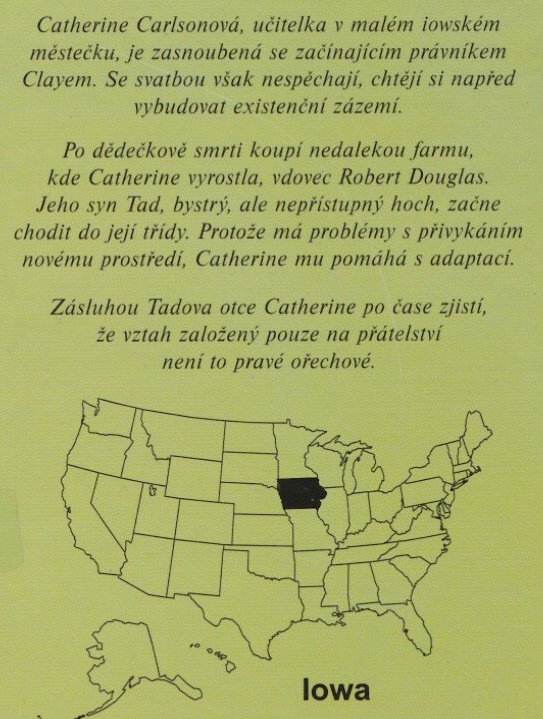 Catherine Carlsonová, učitelka v malém iowském
městečku, je zasnoubená se začínajícím právníkem
Clayem. Se svatbou však nespěchají, chtějí si napřed
vybudovat existenční zázemí.
Po dědečkově smrti koupí nedalekou farmu,
kde Catherine vyrostla, vdovec Robert Douglas.
Jeho syn Tad, bystrý, ale nepřístupný hoch, začne
chodit do její třídy. Protože má problémy s přivykáním
novému prostředí, Catherine mu pomáhá s adaptací.
Zásluhou Tadova otce Catherine po čase zjistí,
že vztah založený pouze na přátelství
není to pravé ořechové.
Iowa